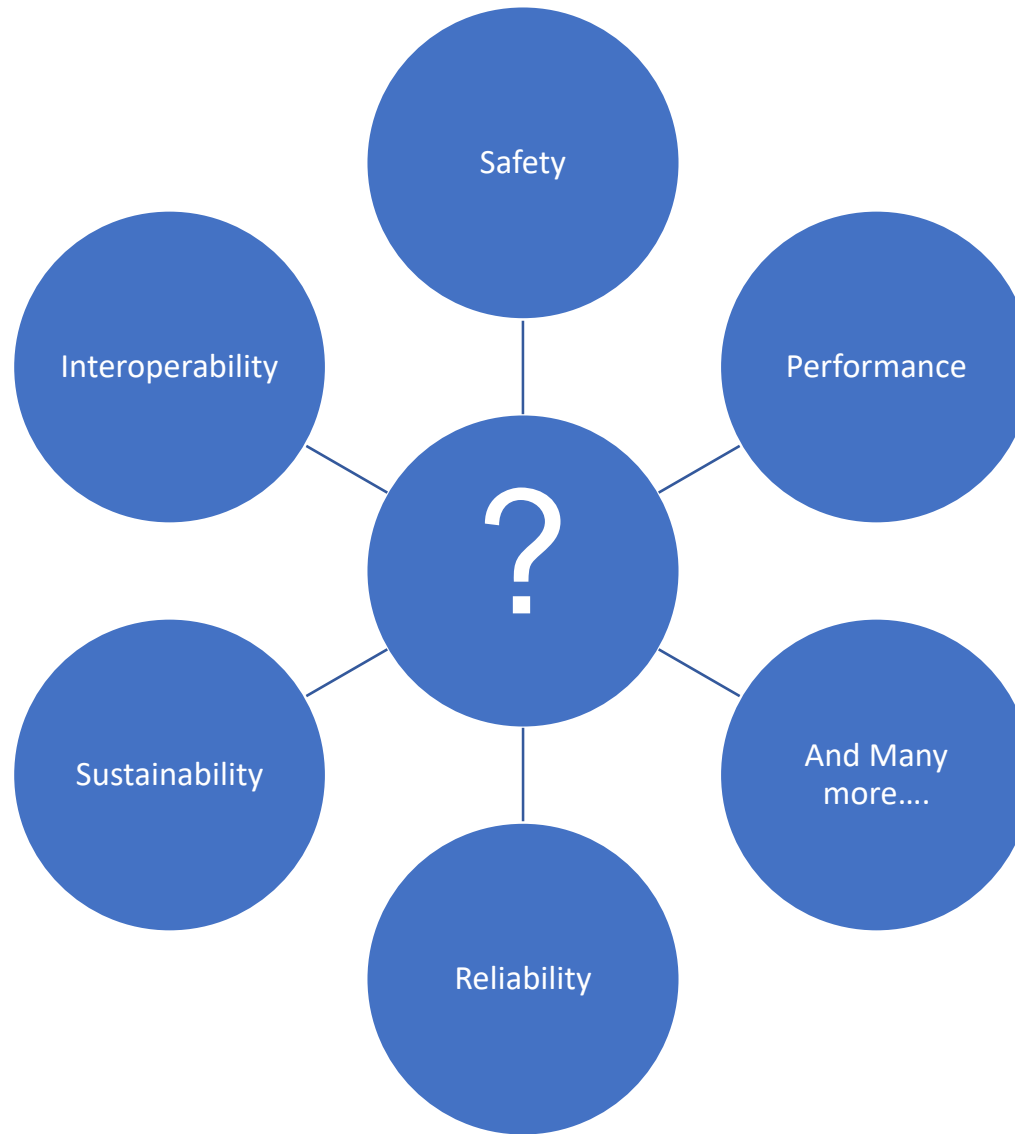 Safety
Interoperability
Performance
?
Sustainability
And Many
more....
Reliability